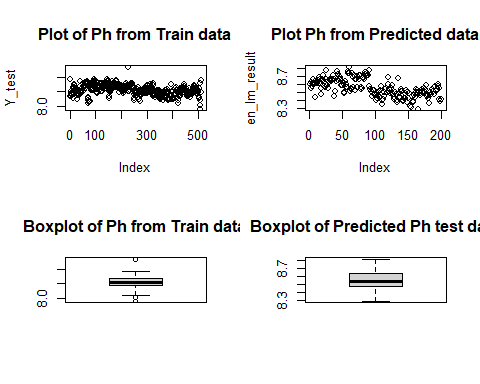 Plot of Ph from Train data
Plot Ph from Predicted data
Y_test
8.0
0 100 300 500
Index
en_lm_result
8.3 8.7
0 50 100 150 200
Index
Boxplot of Ph from Train data
Boxplot of Predicted Ph test da
8.0
8.3 8.7